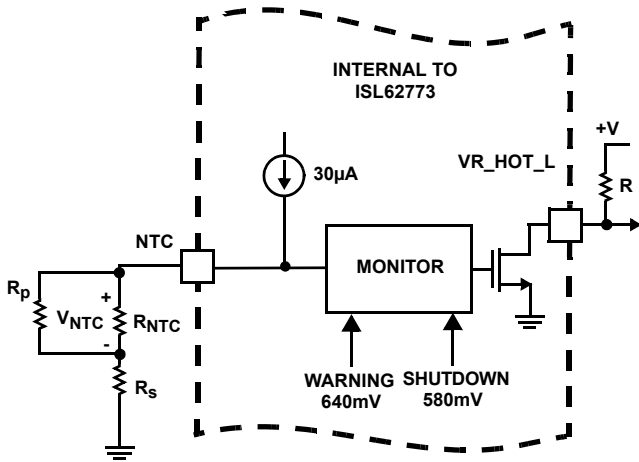 INTERNAL TO
ISL62773
+V
VR_HOT_L
R
30µA
NTC
MONITOR
Rp
+
VNTC
RNTC
-
Rs
WARNING
640mV
SHUTDOWN
580mV